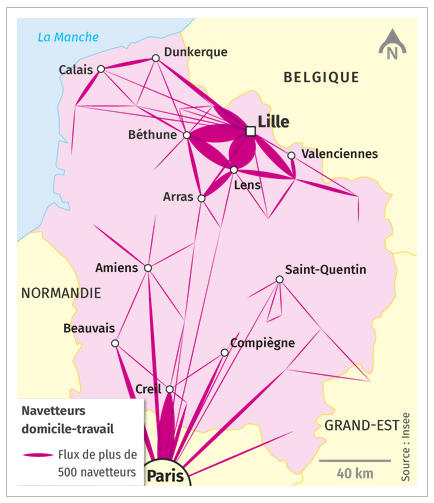 La Manche
Dunkerque
Calais
N
BELGIQUE
Lille
Béthune
Valenciennes
Lens
Arras
Amiens
Saint-Quentin
NORMANDIE
Beauvais
Compiègne
Creil
Navetteurs
domicile-travail
Flux de plus de
500 navetteurs
Paris
GRAND-EST
40 km
Source : Insee